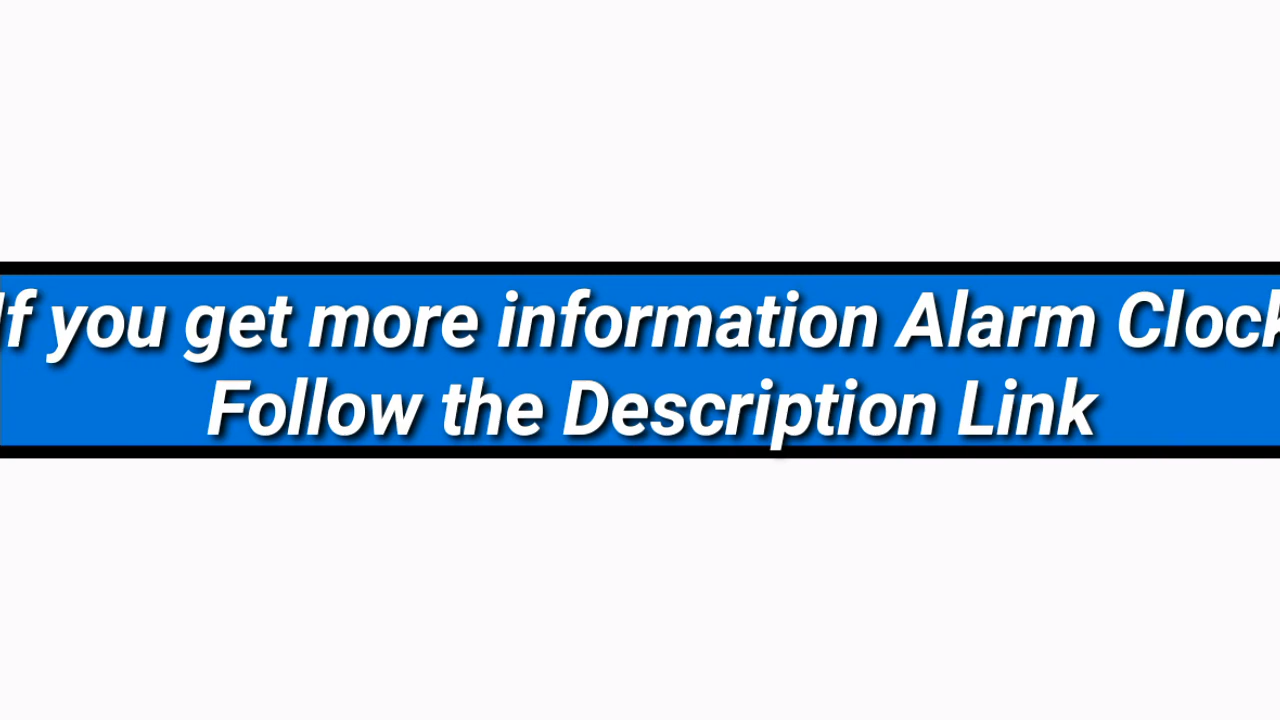 If you get more information Alarm Clock
Follow the Description Link